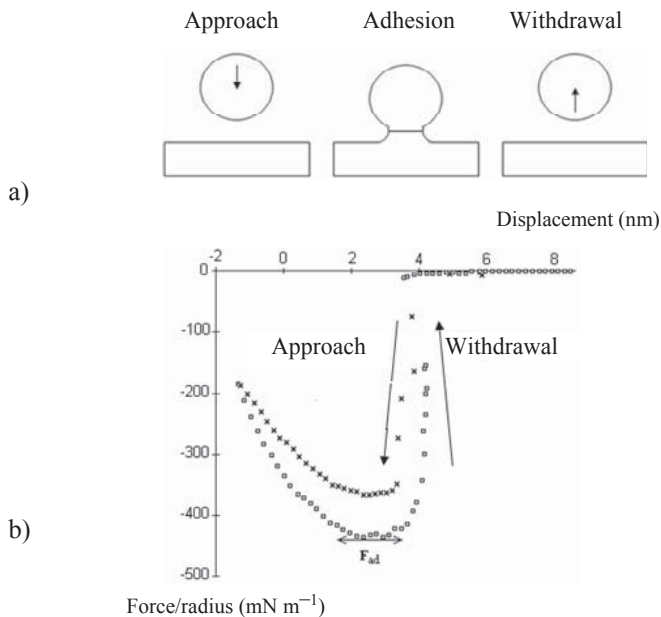 Approach Adhesion Withdrawal
a)
Displacement (nm)
-2 0 2 4 6 8
0
-100
Approach Withdrawal
-200
-300
-400
b)
F_ad
-500
Force/radius (mN m⁻¹)